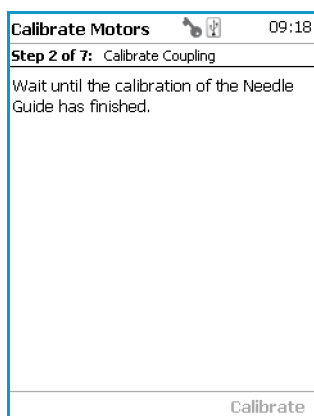 Calibrate Motors 09:18
Step 2 of 7: Calibrate Coupling
Wait until the calibration of the Needle
Guide has finished.
Calibrate